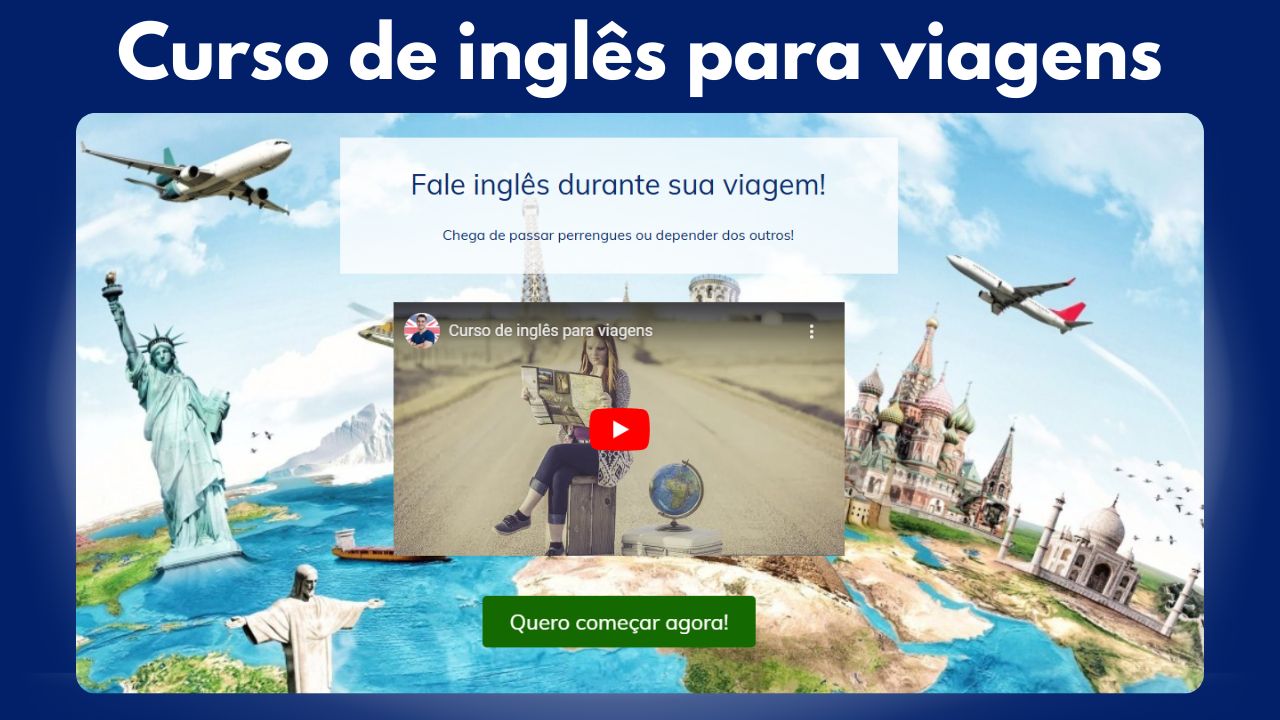 Curso de inglês para viagens
Fale inglês durante sua viagem!
Chega de passar perrengues ou depender dos outros!
Curso de inglês para viagens
Quero começar agora!